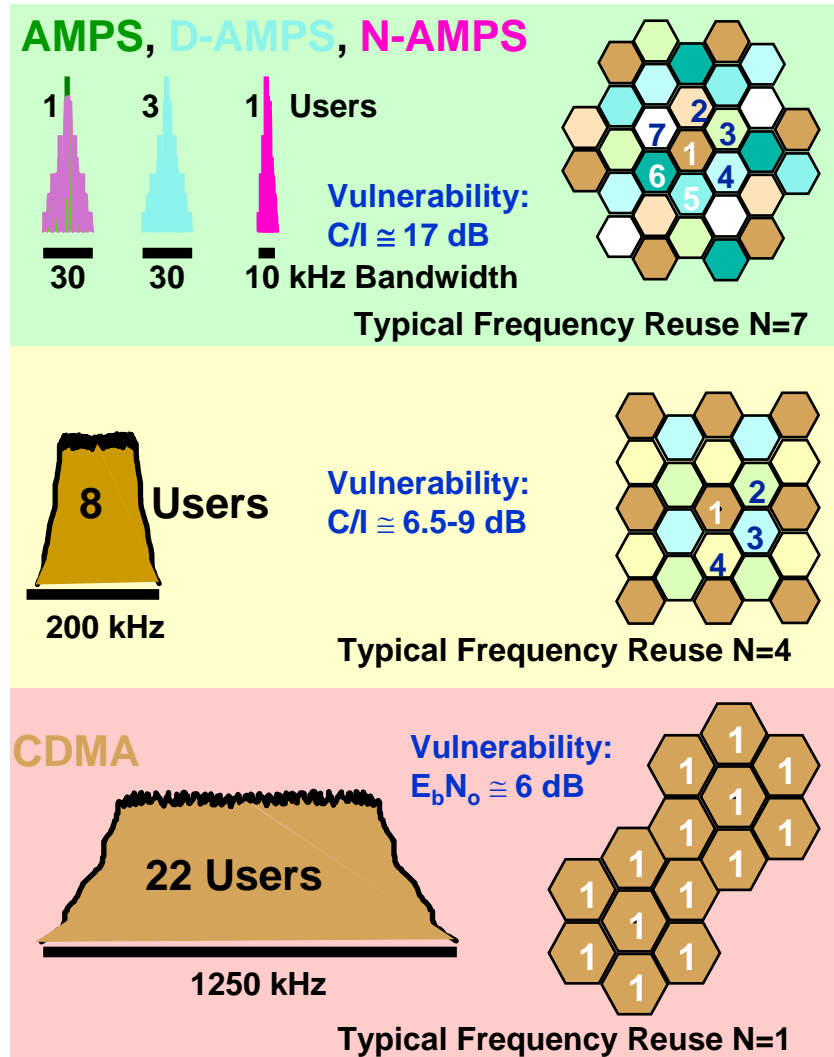 AMPS, D-AMPS, N-AMPS
1 3 1 Users
30 30 10 kHz Bandwidth
Vulnerability:
C/I ≅ 17 dB
2
7 3
1
6 4
5
Typical Frequency Reuse N=7
8 Users
200 kHz
Vulnerability:
C/I ≅ 6.5-9 dB
2
1
3
4
Typical Frequency Reuse N=4
CDMA
22 Users
1250 kHz
Vulnerability:
EbNo ≅ 6 dB
1
1 1
1
1 1
1 1
1 1
1
1 1
1
Typical Frequency Reuse N=1